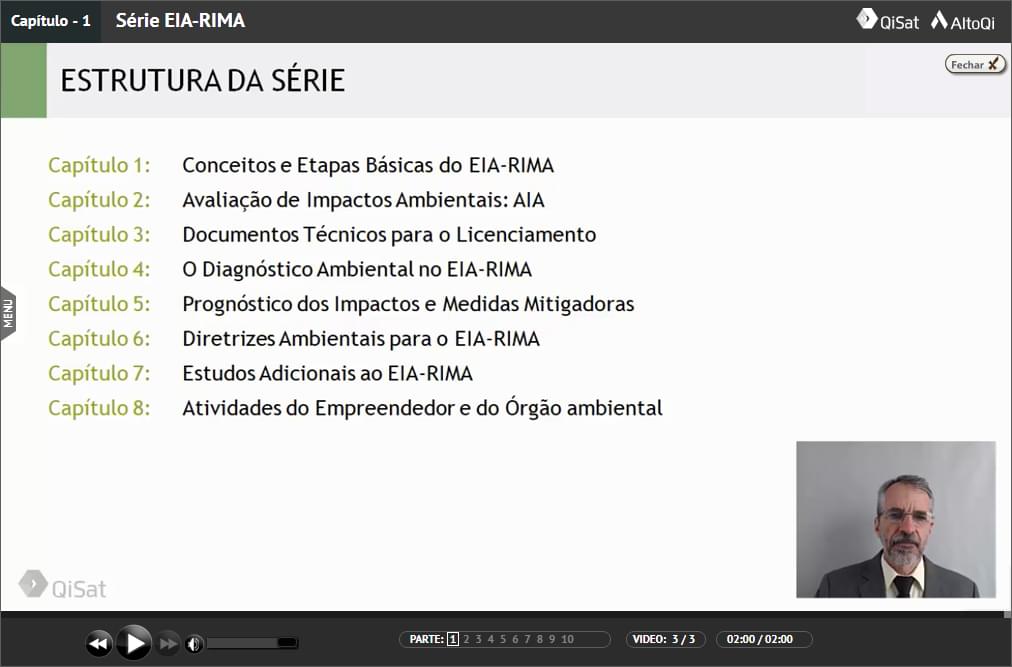 Capítulo - 1 Série EIA-RIMA QiSat AltoQi
ESTRUTURA DA SÉRIE
Fechar
Capítulo 1: Conceitos e Etapas Básicas do EIA-RIMA
Capítulo 2: Avaliação de Impactos Ambientais: AIA
Capítulo 3: Documentos Técnicos para o Licenciamento
Capítulo 4: O Diagnóstico Ambiental no EIA-RIMA
Capítulo 5: Prognóstico dos Impactos e Medidas Mitigadoras
Capítulo 6: Diretrizes Ambientais para o EIA-RIMA
Capítulo 7: Estudos Adicionais ao EIA-RIMA
Capítulo 8: Atividades do Empreendedor e do Órgão ambiental
MENU
QiSat
PARTE: 1 2 3 4 5 6 7 8 9 10 VIDEO: 3 / 3 02:00 / 02:00